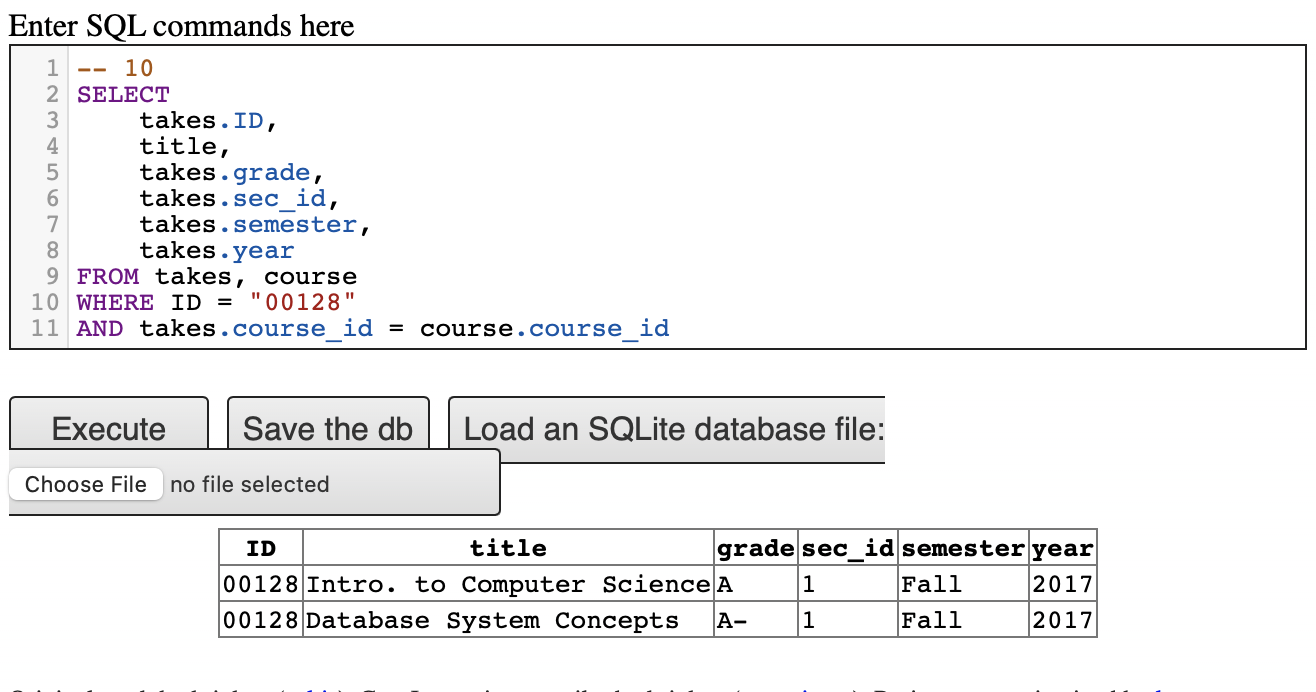 Enter SQL commands here
1 -- 10
2 SELECT
3 takes.ID,
4 title,
5 takes.grade,
6 takes.sec_id,
7 takes.semester,
8 takes.year
9 FROM takes, course
10 WHERE ID = "00128"
11 AND takes.course_id = course.course_id
Execute Save the db Load an SQLite database file:
Choose File no file selected
ID title grade sec_id semester year
00128 Intro. to Computer Science A 1 Fall 2017
00128 Database System Concepts A- 1 Fall 2017